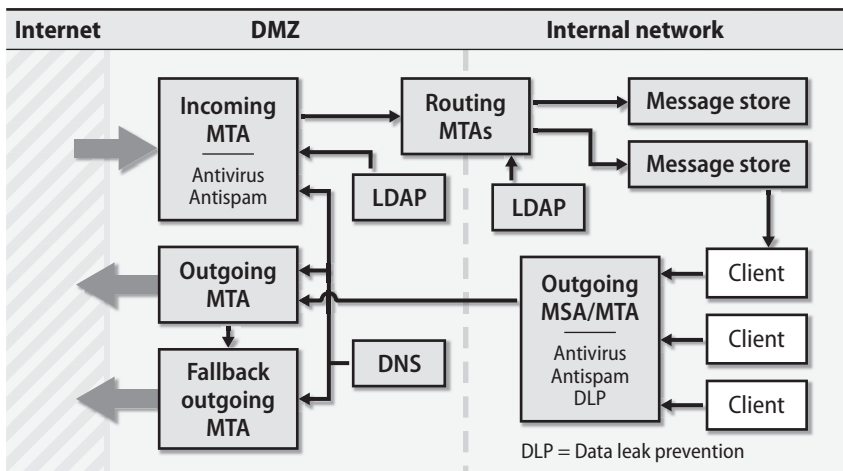 Internet
DMZ
Internal network
Incoming
MTA
Antivirus
Antispam
Routing
MTAs
Message store
Message store
LDAP
LDAP
Outgoing
MTA
Outgoing
MSA/MTA
Antivirus
Antispam
DLP
Client
Client
Client
Fallback
outgoing
MTA
DNS
DLP = Data leak prevention